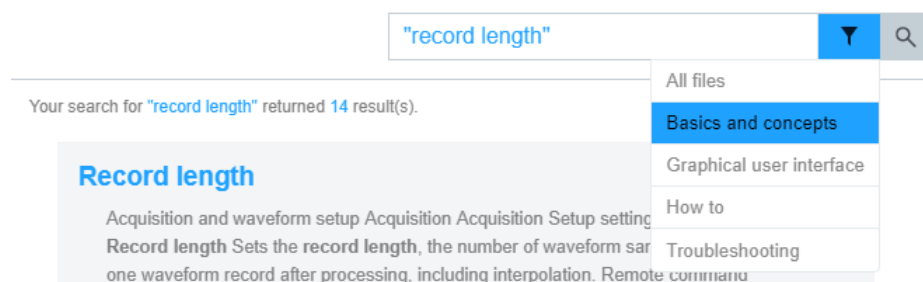 "record length"
All files
Your search for "record length" returned 14 result(s).
Basics and concepts
Graphical user interface
How to
Troubleshooting
Record length
Acquisition and waveform setup Acquisition Acquisition Setup setting
Record length Sets the record length, the number of waveform
one waveform record after processing, including interpolation. Remote command